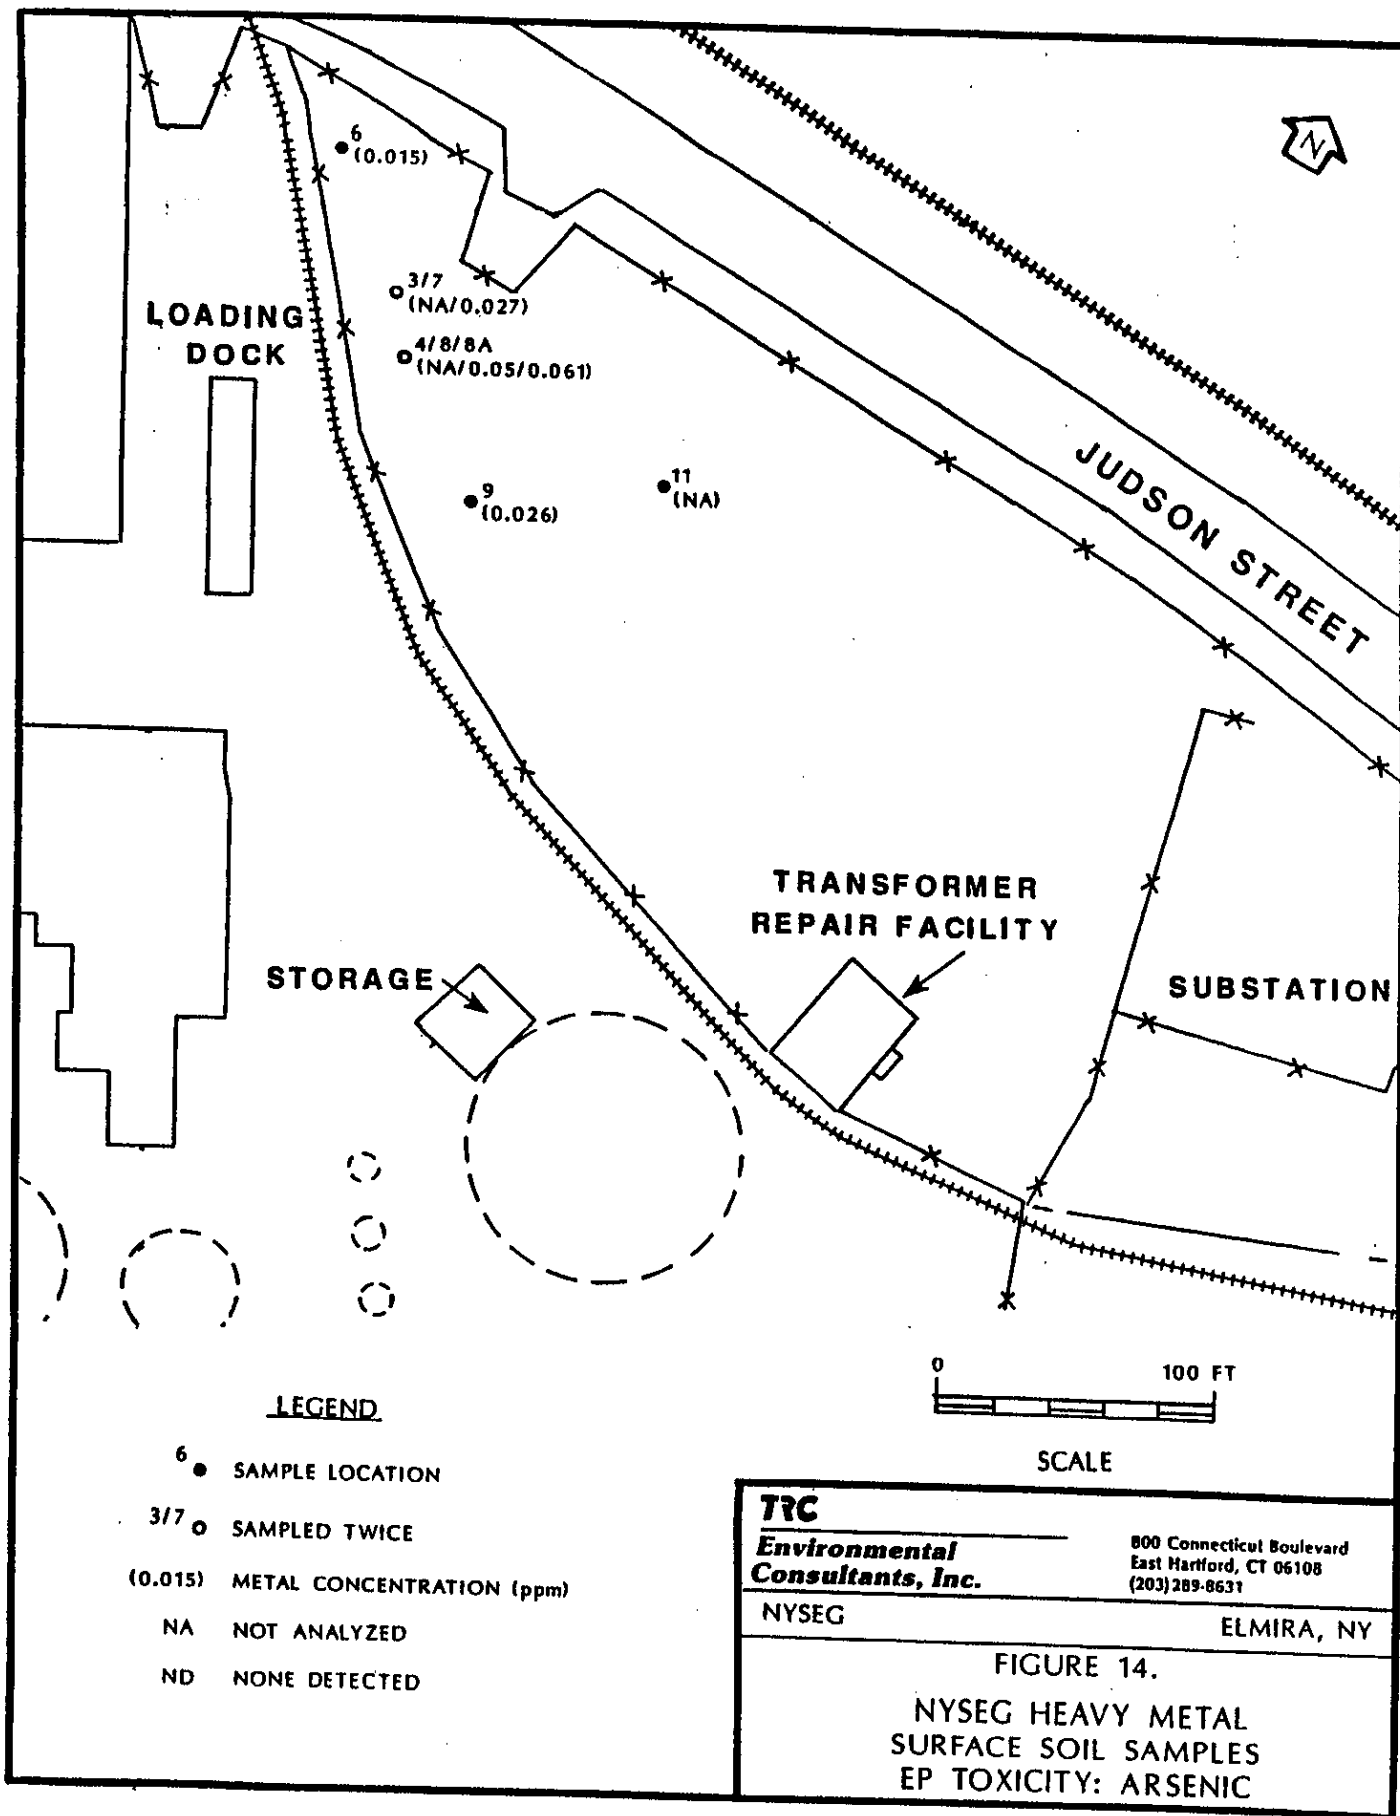 N
6
(0.015)
3/7
(NA/0.027)
LOADING
DOCK
4/8/8A
(NA/0.05/0.061)
9
(0.026)
11
(NA)
JUDSON STREET
TRANSFORMER
REPAIR FACILITY
STORAGE
SUBSTATION
0 100 FT
SCALE
LEGEND
6 SAMPLE LOCATION
3/7 SAMPLED TWICE
(0.015) METAL CONCENTRATION (ppm)
NA NOT ANALYZED
ND NONE DETECTED
TRC
Environmental
Consultants, Inc.
800 Connecticut Boulevard
East Hartford, CT 06108
(203) 289-8631
NYSEG ELMIRA, NY
FIGURE 14.
NYSEG HEAVY METAL
SURFACE SOIL SAMPLES
EP TOXICITY: ARSENIC